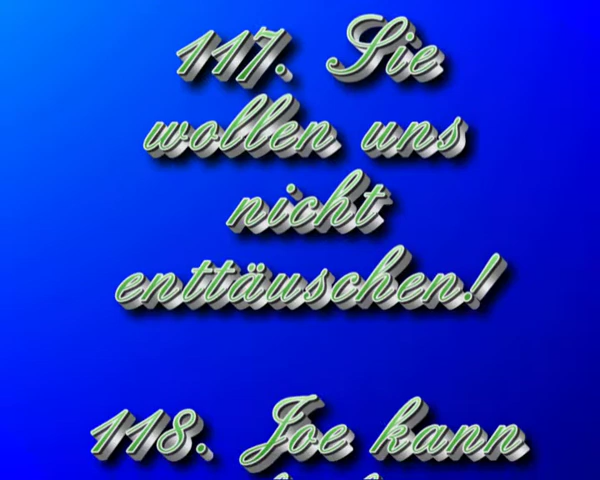 117. Sie
wollen uns
nicht
enttäuschen!
118. Joe kann